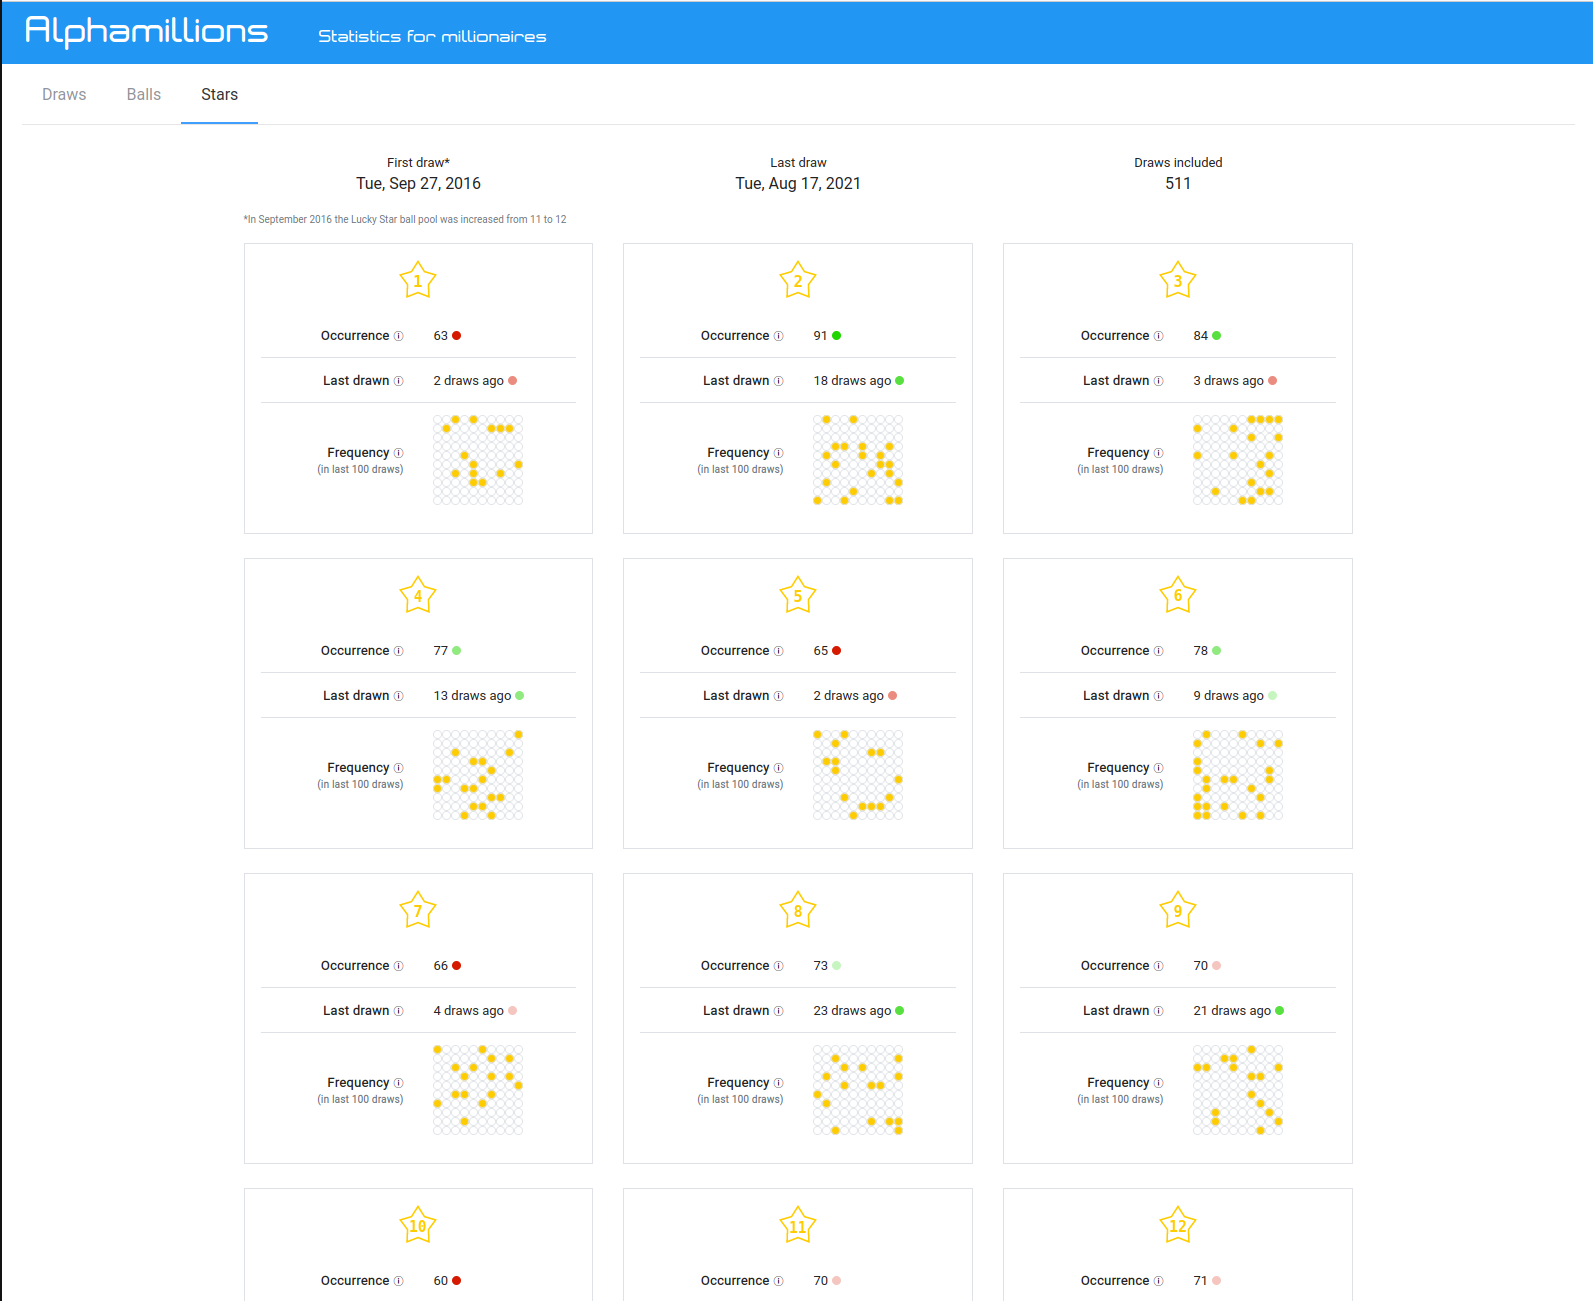 Alphamillions Statistics for millionaires
Draws Balls Stars
First draw* Last draw Draws included
Tue, Sep 27, 2016 Tue, Aug 17, 2021 511
*In September 2016 the Lucky Star ball pool was increased from 11 to 12
1 2 3
Occurrence 63 Occurrence 91 Occurrence 84
Last drawn 2 draws ago Last drawn 18 draws ago Last drawn 3 draws ago
Frequency Frequency Frequency
(in last 100 draws) (in last 100 draws) (in last 100 draws)
4 5 6
Occurrence 77 Occurrence 65 Occurrence 78
Last drawn 13 draws ago Last drawn 2 draws ago Last drawn 9 draws ago
Frequency Frequency Frequency
(in last 100 draws) (in last 100 draws) (in last 100 draws)
7 8 9
Occurrence 66 Occurrence 73 Occurrence 70
Last drawn 4 draws ago Last drawn 23 draws ago Last drawn 21 draws ago
Frequency Frequency Frequency
(in last 100 draws) (in last 100 draws) (in last 100 draws)
10 11 12
Occurrence 60 Occurrence 70 Occurrence 71